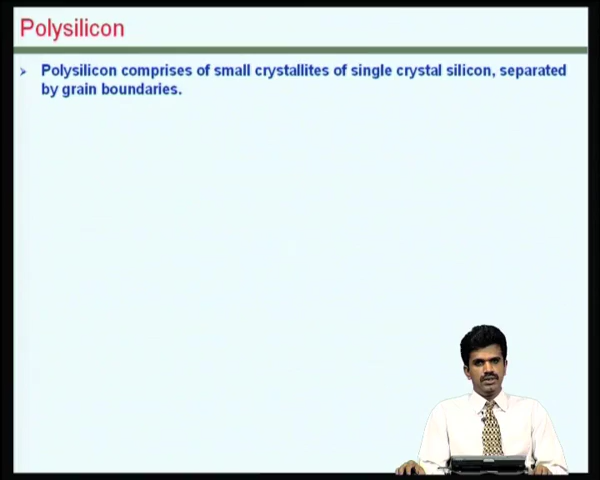 Polysilicon
Polysilicon comprises of small crystallites of single crystal silicon, separated
by grain boundaries.